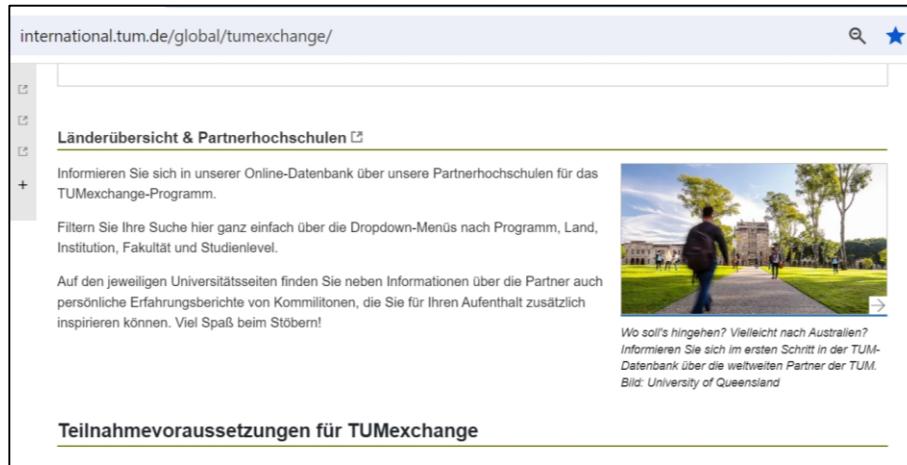 international.tum.de/global/tumexchange/
+
Länderübersicht & Partnerhochschulen
Informieren Sie sich in unserer Online-Datenbank über unsere Partnerhochschulen für das
TUMexchange-Programm.
Filtern Sie Ihre Suche hier ganz einfach über die Dropdown-Menüs nach Programm, Land,
Institution, Fakultät und Studienlevel.
Auf den jeweiligen Universitätsseiten finden Sie neben Informationen über die Partner auch
persönliche Erfahrungsberichte von Kommilitonen, die Sie für Ihren Aufenthalt zusätzlich
inspirieren können. Viel Spaß beim Stöbern!
Wo soll's hingehen? Vielleicht nach Australien?
Informieren Sie sich im ersten Schritt in der TUM-
Datenbank über die weltweiten Partner der TUM.
Bild: University of Queensland
Teilnahmevoraussetzungen für TUMexchange